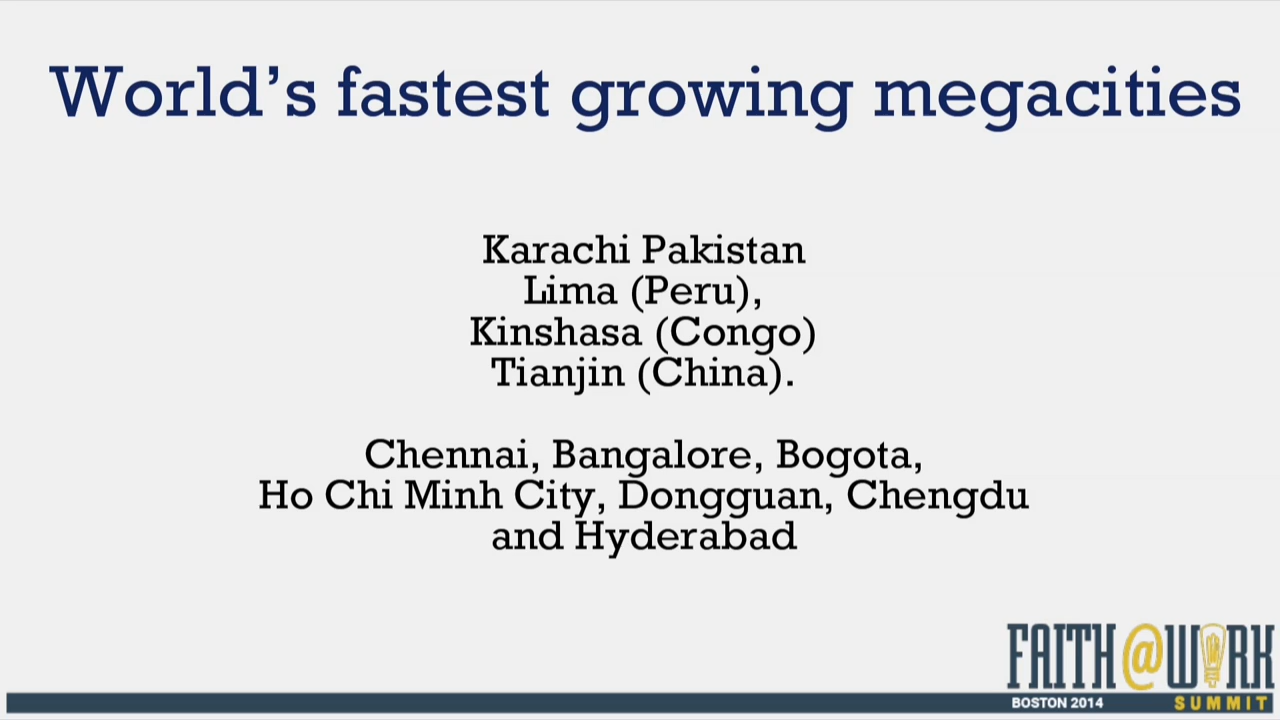 World's fastest growing megacities
Karachi Pakistan
Lima (Peru),
Kinshasa (Congo)
Tianjin (China).
Chennai, Bangalore, Bogota,
Ho Chi Minh City, Dongguan, Chengdu
and Hyderabad
FAITH@WORK
BOSTON 2014 SUMMIT